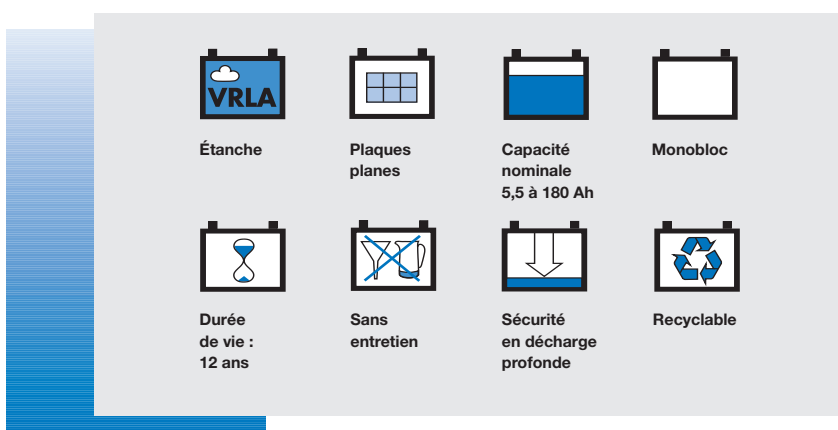 VRLA
Étanche
Plaques
planes
Capacité
nominale
5,5 à 180 Ah
Monobloc
Durée
de vie :
12 ans
Sans
entretien
Sécurité
en décharge
profonde
Recyclable